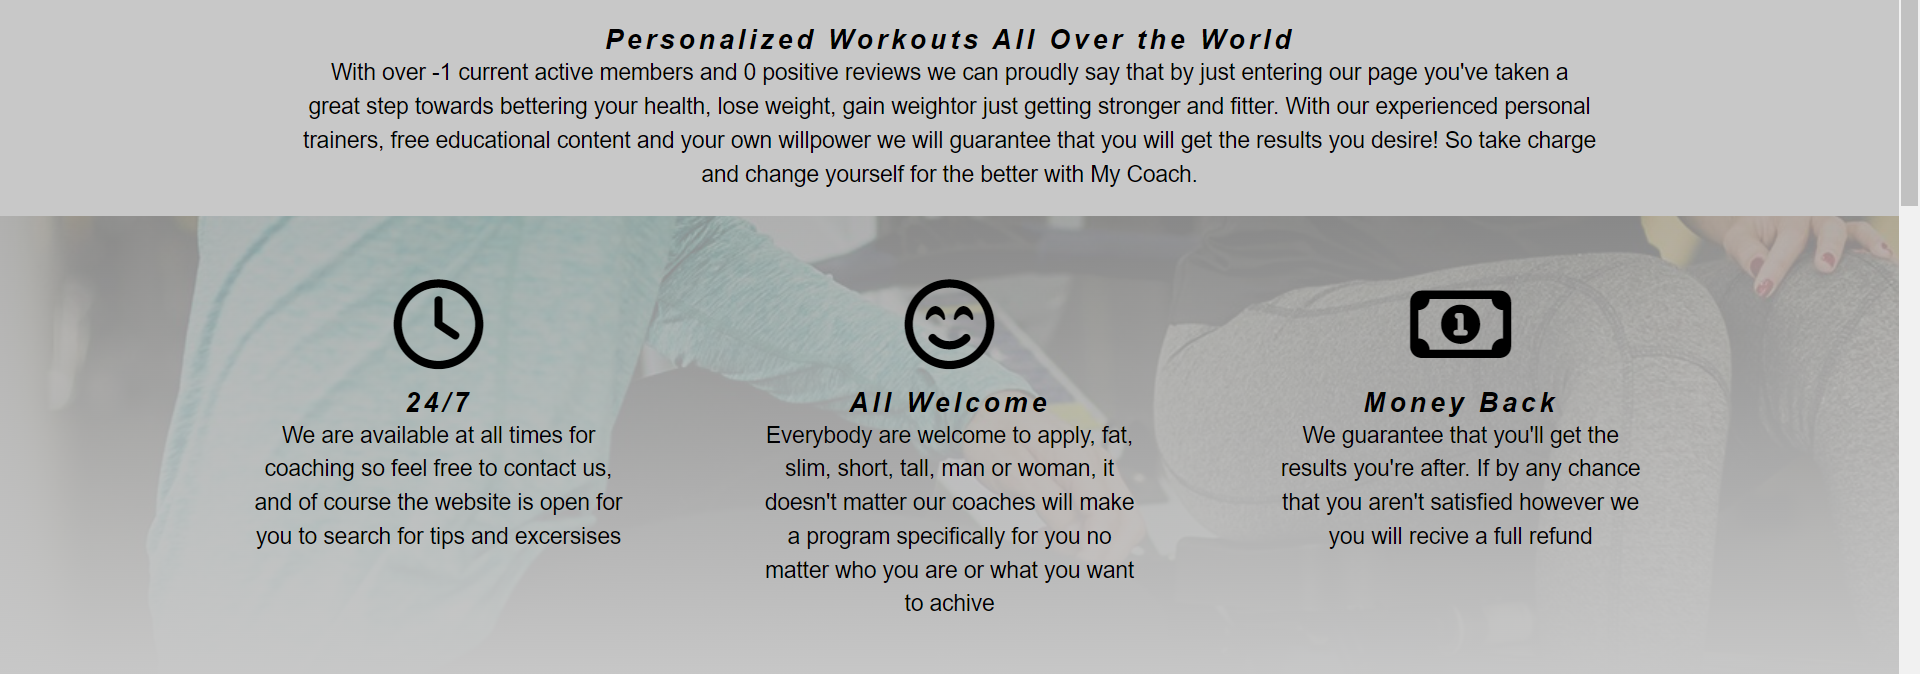 Personalized Workouts All Over the World
With over -1 current active members and 0 positive reviews we can proudly say that by just entering our page you've taken a
great step towards bettering your health, lose weight, gain weightor just getting stronger and fitter. With our experienced personal
trainers, free educational content and your own willpower we will guarantee that you will get the results you desire! So take charge
and change yourself for the better with My Coach.
24/7
We are available at all times for
coaching so feel free to contact us,
and of course the website is open for
you to search for tips and excersises
1
All Welcome
Everybody are welcome to apply, fat,
slim, short, tall, man or woman, it
doesn't matter our coaches will make
a program specifically for you no
matter who you are or what you want
to achive
Money Back
We guarantee that you'll get the
results you're after. If by any chance
that you aren't satisfied however we
you will recive a full refund